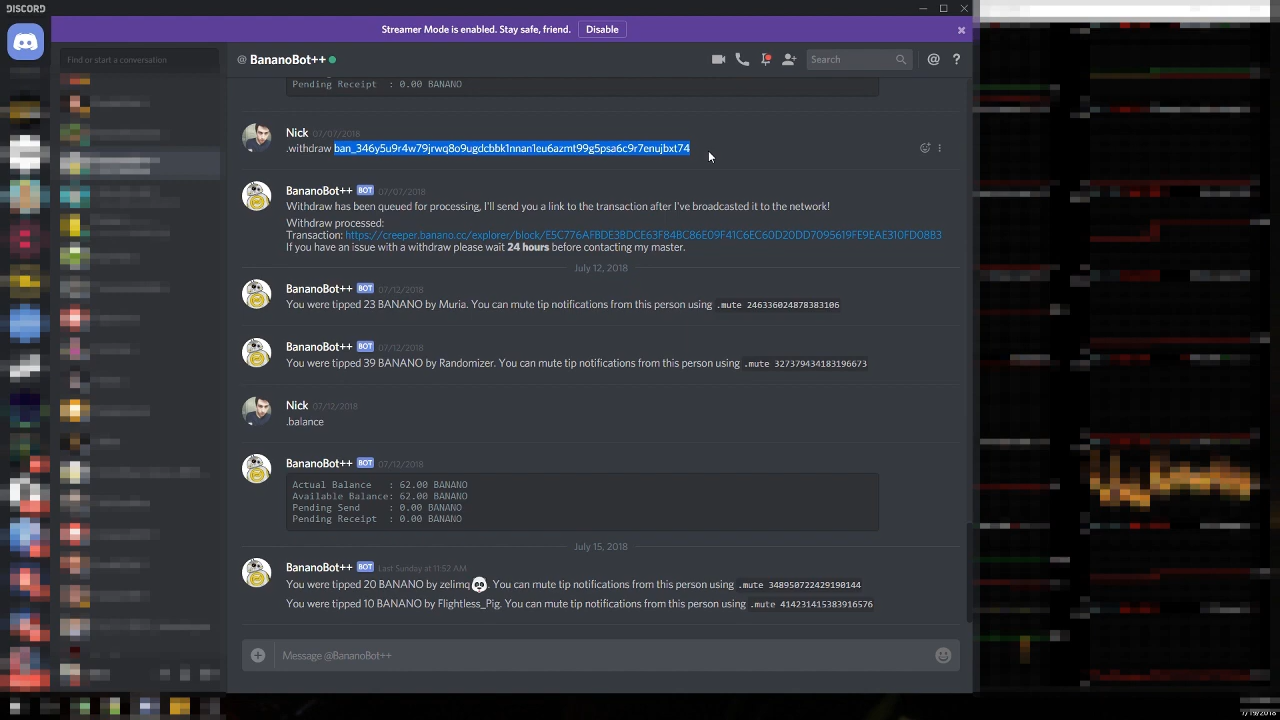 DISCORD
Streamer Mode is enabled. Stay safe, friend. Disable
Find or start a conversation
@ BananoBot++
Search
Pending Receipt : 0.00 BANANO
Nick 07/07/2018
.withdraw ban_346y5u9r4w79jrwq8o9ugdcbbk1nnan1eu6azmt99g5psa6c9r7enujbxt74
BananoBot++ BOT 07/07/2018
Withdraw has been queued for processing, I'll send you a link to the transaction after I've broadcasted it to the network!
Withdraw processed:
Transaction: https://creeper.banano.cc/explorer/block/E5C776AFBDE3BDCE63F84BC86E09F41C6EC60D20DD7095619FE9EAE310FD08B3
If you have an issue with a withdraw please wait 24 hours before contacting my master.
July 12, 2018
BananoBot++ BOT 07/12/2018
You were tipped 23 BANANO by Muria. You can mute tip notifications from this person using .mute 246336024878383106
BananoBot++ BOT 07/12/2018
You were tipped 39 BANANO by Randomizer. You can mute tip notifications from this person using .mute 327379434183196673
Nick 07/12/2018
.balance
BananoBot++ BOT 07/12/2018
Actual Balance : 62.00 BANANO
Available Balance: 62.00 BANANO
Pending Send : 0.00 BANANO
Pending Receipt : 0.00 BANANO
July 15, 2018
BananoBot++ BOT Last Sunday at 11:52 AM
You were tipped 20 BANANO by zelimq. You can mute tip notifications from this person using .mute 348950722429190144
You were tipped 10 BANANO by Flightless_Pig. You can mute tip notifications from this person using .mute 414231415383916576
Message @BananoBot++
7/19/2018